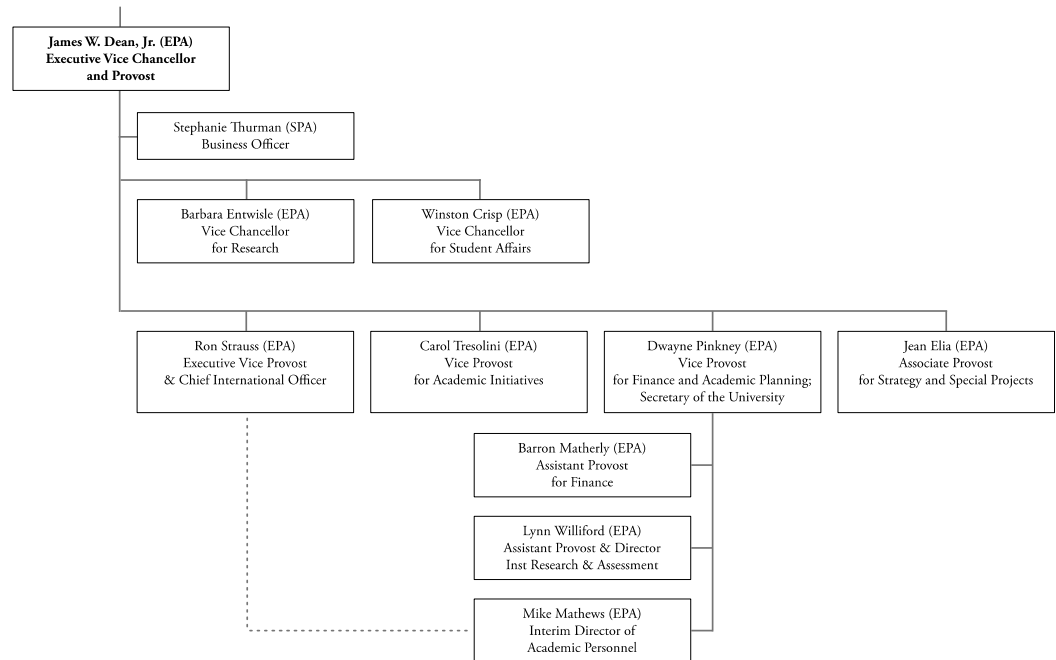 James W. Dean, Jr. (EPA)
Executive Vice Chancellor
and Provost
Stephanie Thurman (SPA)
Business Officer
Barbara Entwisle (EPA)
Vice Chancellor
for Research
Winston Crisp (EPA)
Vice Chancellor
for Student Affairs
Ron Strauss (EPA)
Executive Vice Provost
& Chief International Officer
Carol Tresolini (EPA)
Vice Provost
for Academic Initiatives
Dwayne Pinkney (EPA)
Vice Provost
for Finance and Academic Planning;
Secretary of the University
Jean Elia (EPA)
Associate Provost
for Strategy and Special Projects
Barron Matherly (EPA)
Assistant Provost
for Finance
Lynn Williford (EPA)
Assistant Provost & Director
Inst Research & Assessment
Mike Mathews (EPA)
Interim Director of
Academic Personnel